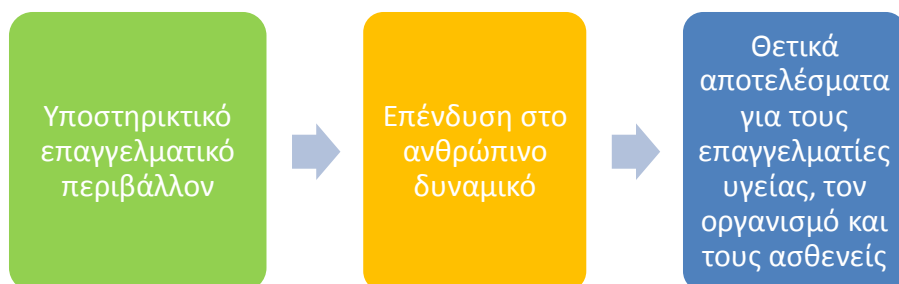 Υποστηρικτικό
επαγγελματικό
περιβάλλον
Επένδυση στο
ανθρώπινο
δυναμικό
Θετικά
αποτελέσματα
για τους
επαγγελματίες
υγείας, τον
οργανισμό και
τους ασθενείς